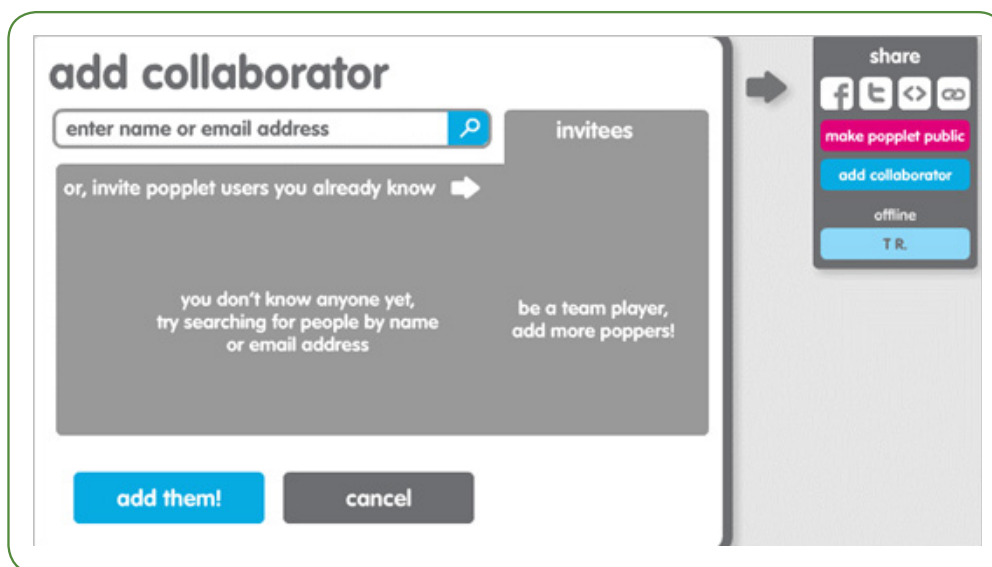 add collaborator
enter name or email address
invitees
or, invite popplet users you already know
you don't know anyone yet,
try searching for people by name
or email address
be a team player,
add more poppers!
add them!
cancel
share
make popplet public
add collaborator
offline
T R.